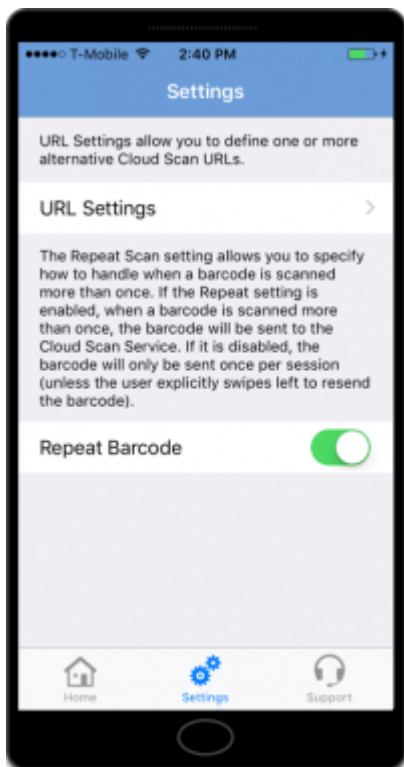 T-Mobile 2:40 PM
Settings
URL Settings allow you to define one or more
alternative Cloud Scan URLs.
URL Settings
The Repeat Scan setting allows you to specify
how to handle when a barcode is scanned
more than once. If the Repeat setting is
enabled, when a barcode is scanned more
than once, the barcode will be sent to the
Cloud Scan Service. If it is disabled, the
barcode will only be sent once per session
(unless the user explicitly swipes left to resend
the barcode).
Repeat Barcode
Home Settings Support